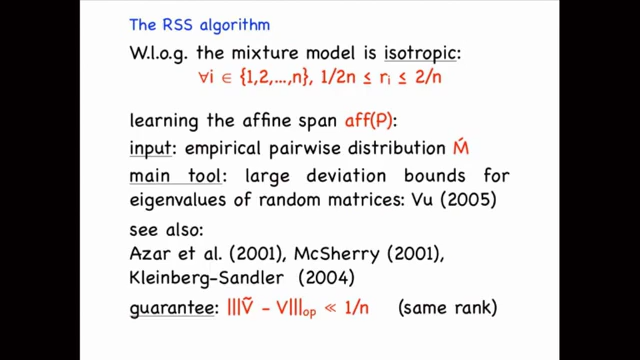 The RSS algorithm
W.l.o.g. the mixture model is isotropic:
∀i ∈ {1,2,...,n}, 1/2n ≤ rᵢ ≤ 2/n
learning the affine span aff(P):
input: empirical pairwise distribution Ḿ
main tool: large deviation bounds for
eigenvalues of random matrices: Vu (2005)
see also:
Azar et al. (2001), McSherry (2001),
Kleinberg-Sandler (2004)
guarantee: |||Ṽ - V|||ₒₚ ≪ 1/n (same rank)